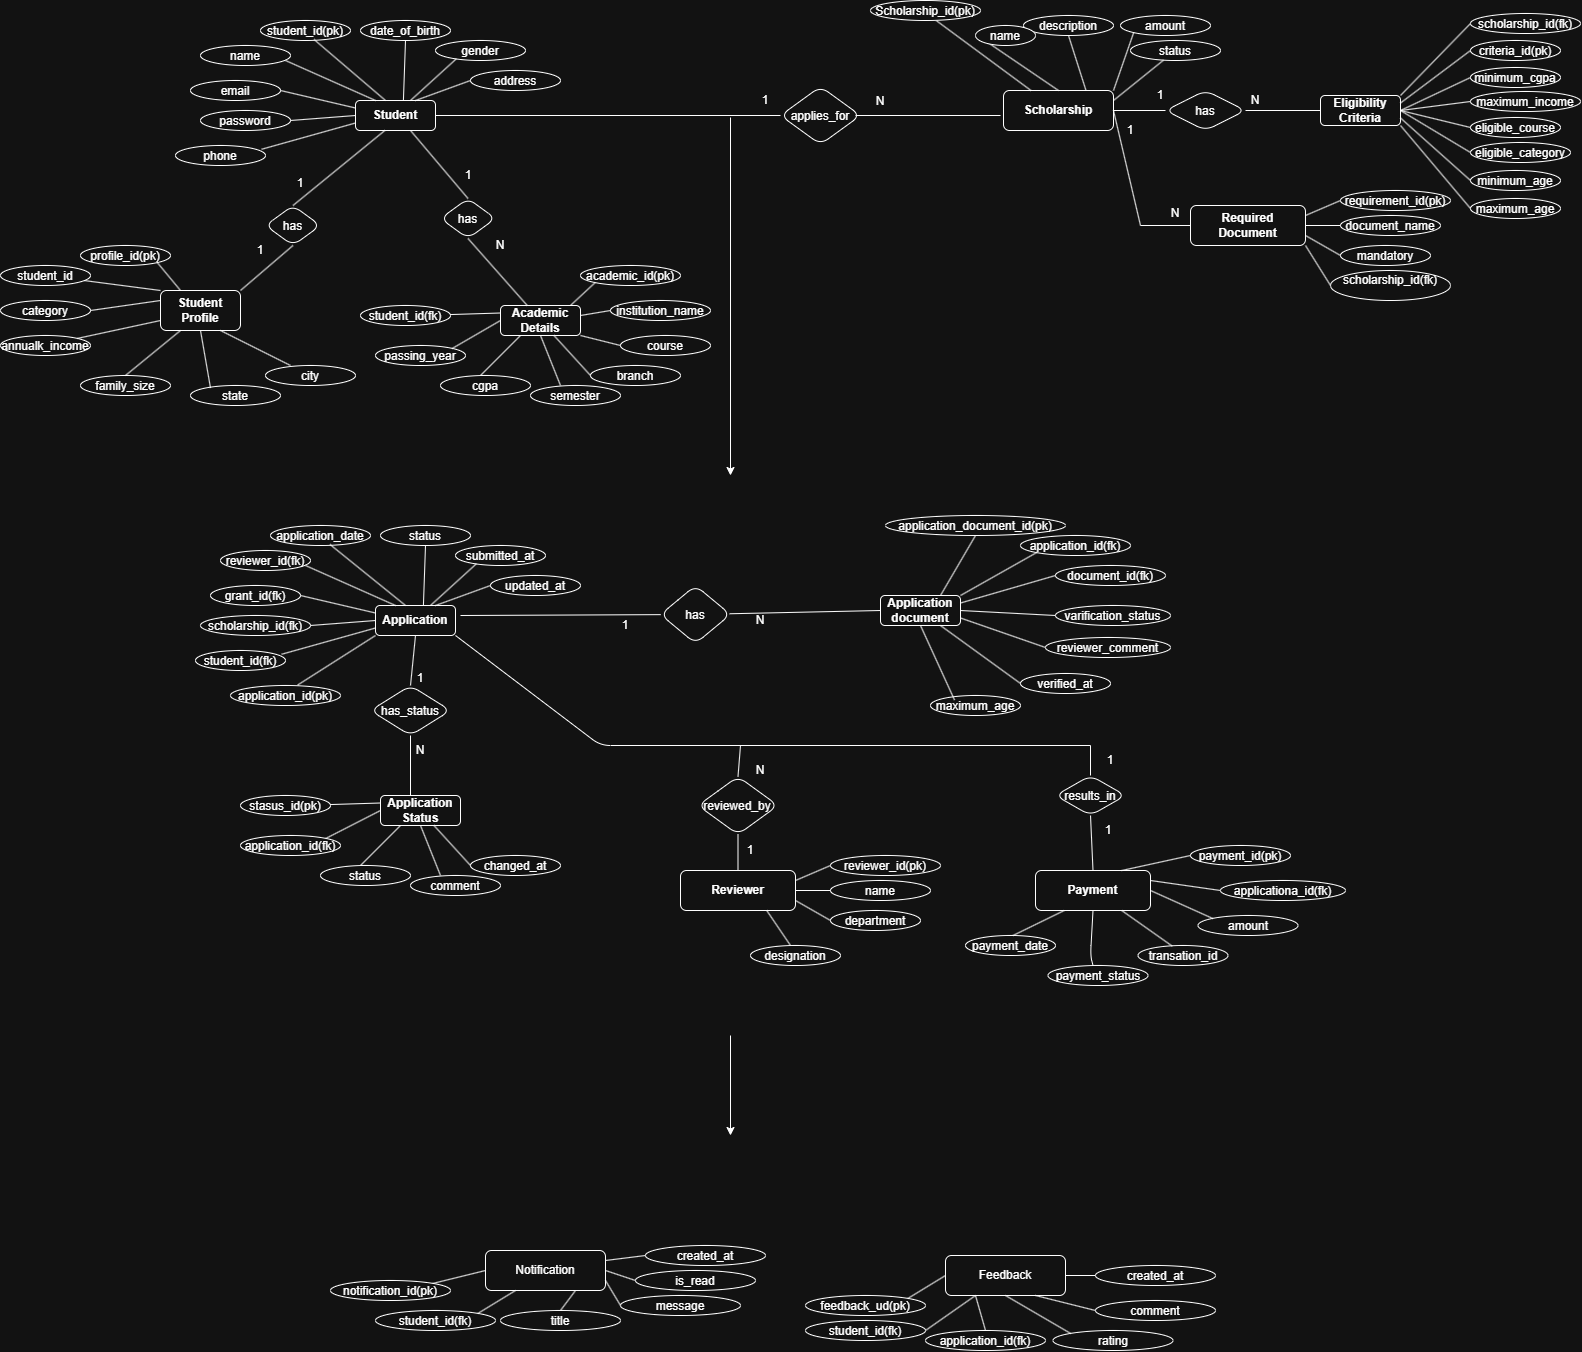 Scholarship_id(pk)
student_id(pk)
date_of_birth
name
email
password
phone
gender
address
Student
1
applies_for
N
name
description
amount
status
Scholarship
1
has
N
Eligibility
Criteria
scholarship_id(fk)
criteria_id(pk)
minimum_cgpa
maximum_income
eligible_course
eligible_category
minimum_age
maximum_age
1
N
Required
Document
requirement_id(pk)
document_name
mandatory
scholarship_id(fk)
1
has
1
profile_id(pk)
student_id
category
annualk_income
family_size
state
city
Student
Profile
1
has
N
academic_id(pk)
student_id(fk)
institution_name
Academic
Details
passing_year
course
cgpa
branch
semester
application_date
status
reviewer_id(fk)
submitted_at
updated_at
grant_id(fk)
scholarship_id(fk)
student_id(fk)
application_id(pk)
Application
1
has
N
application_document_id(pk)
application_id(fk)
document_id(fk)
Application
document
varification_status
reviewer_comment
verified_at
maximum_age
1
has_status
N
Application
Status
stasus_id(pk)
application_id(fk)
status
comment
changed_at
N
reviewed_by
1
Reviewer
reviewer_id(pk)
name
department
designation
1
results_in
1
Payment
payment_id(pk)
applicationa_id(fk)
amount
transation_id
payment_date
payment_status
Notification
created_at
is_read
message
notification_id(pk)
student_id(fk)
title
Feedback
created_at
comment
feedback_ud(pk)
student_id(fk)
application_id(fk)
rating